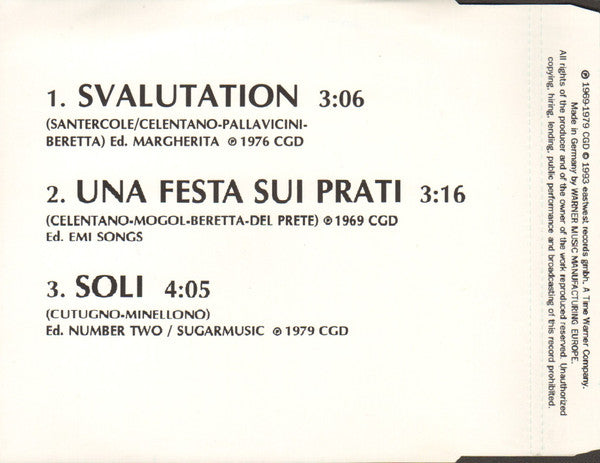 1. SVALUTATION 3:06
(SANTERCOLE/CELENTANO-PALLAVICINI-
BERETTA) Ed. MARGHERITA ℗ 1976 CGD
2. UNA FESTA SUI PRATI 3:16
(CELENTANO-MOGOL-BERETTA-DEL PRETE) ℗ 1969 CGD
Ed. EMI SONGS
3. SOLI 4:05
(CUTUGNO-MINELLONO)
Ed. NUMBER TWO / SUGARMUSIC ℗ 1979 CGD
℗ 1969-1979 CGD © 1993 eastwest records gmbh. A Time Warner Company.
Made in Germany by WARNER MUSIC MANUFACTURING EUROPE.
All rights of the producer and of the owner of the work reproduced reserved. Unauthorized
copying, hiring, lending, public performance and broadcasting of this record prohibited.